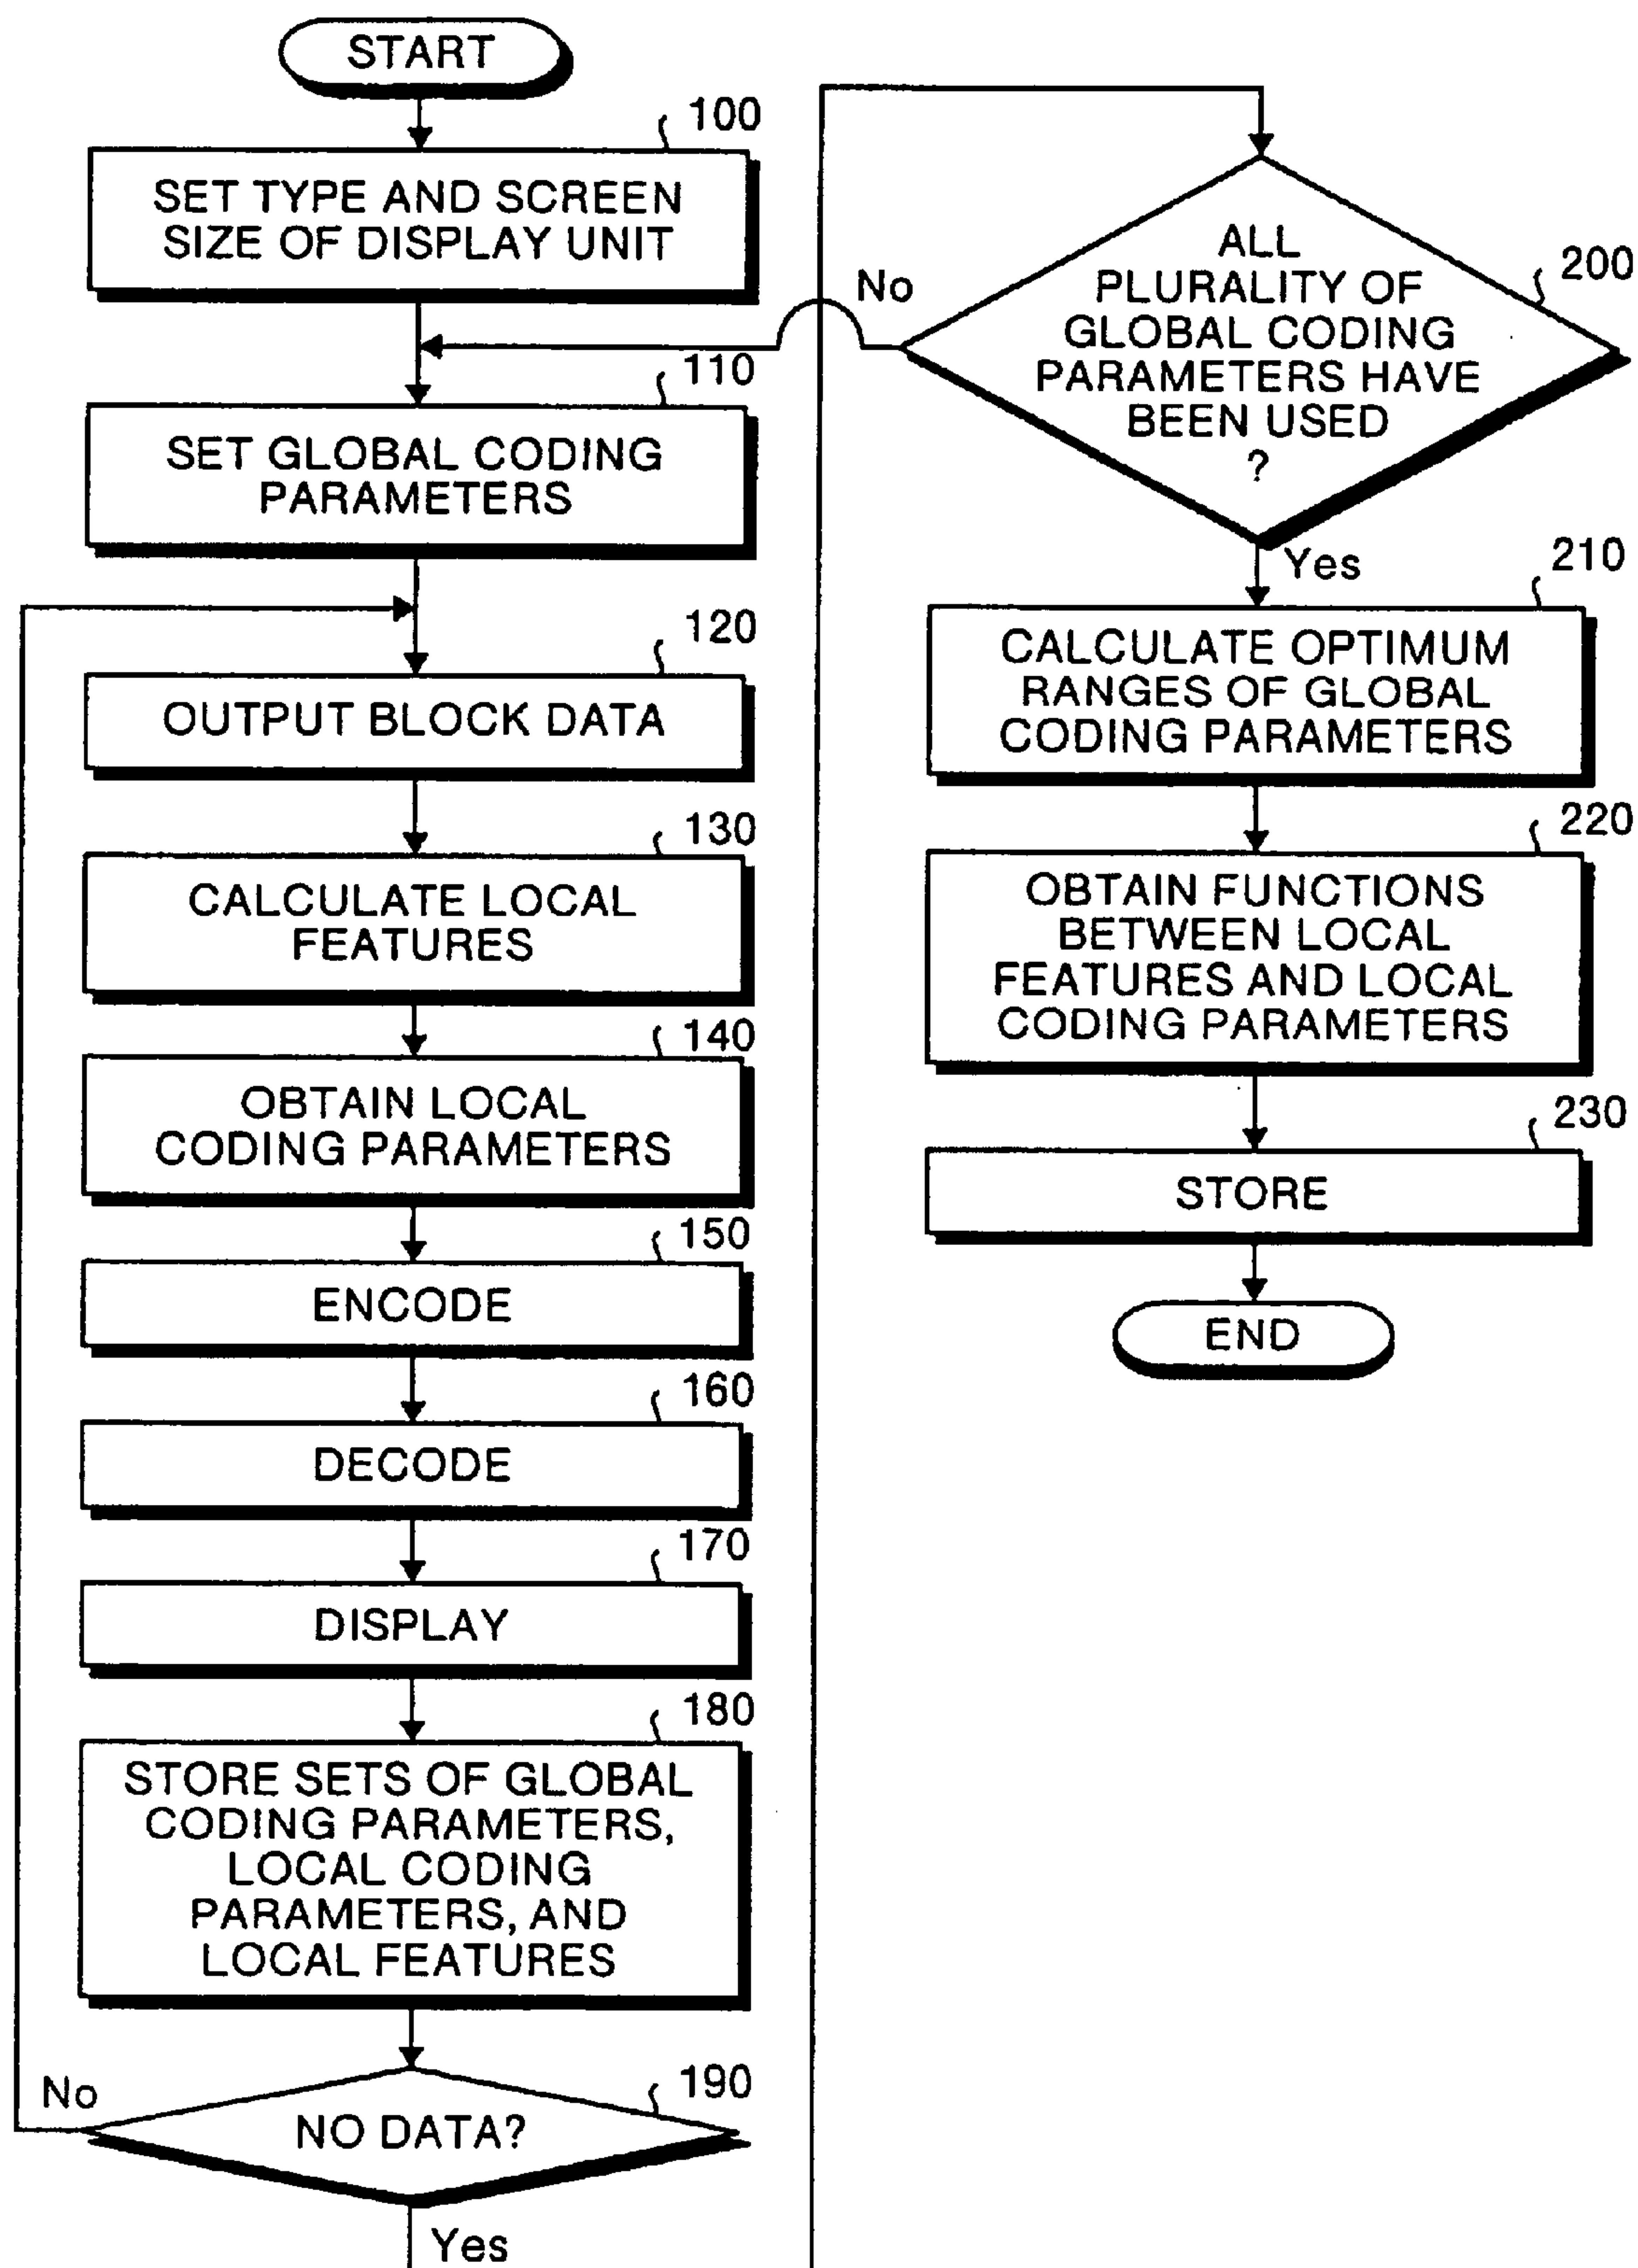 START
100
SET TYPE AND SCREEN
SIZE OF DISPLAY UNIT
110
SET GLOBAL CODING
PARAMETERS
120
OUTPUT BLOCK DATA
130
CALCULATE LOCAL
FEATURES
140
OBTAIN LOCAL
CODING PARAMETERS
150
ENCODE
160
DECODE
170
DISPLAY
180
STORE SETS OF GLOBAL
CODING PARAMETERS,
LOCAL CODING
PARAMETERS, AND
LOCAL FEATURES
190
No
NO DATA?
Yes
200
No
ALL
PLURALITY OF
GLOBAL CODING
PARAMETERS HAVE
BEEN USED
?
Yes
210
CALCULATE OPTIMUM
RANGES OF GLOBAL
CODING PARAMETERS
220
OBTAIN FUNCTIONS
BETWEEN LOCAL
FEATURES AND LOCAL
CODING PARAMETERS
230
STORE
END